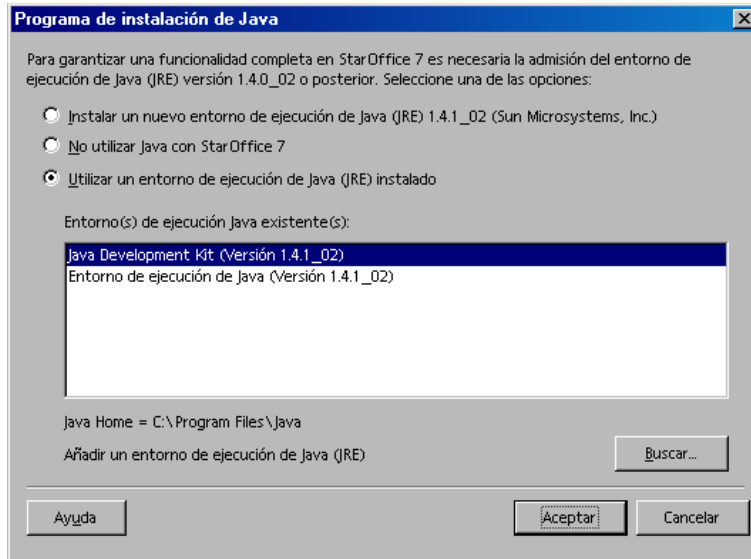 Programa de instalación de Java
Para garantizar una funcionalidad completa en StarOffice 7 es necesaria la admisión del entorno de
ejecución de Java (JRE) versión 1.4.0_02 o posterior. Seleccione una de las opciones:
Instalar un nuevo entorno de ejecución de Java (JRE) 1.4.1_02 (Sun Microsystems, Inc.)
No utilizar Java con StarOffice 7
Utilizar un entorno de ejecución de Java (JRE) instalado
Entorno(s) de ejecución Java existente(s):
Java Development Kit (Versión 1.4.1_02)
Entorno de ejecución de Java (Versión 1.4.1_02)
Java Home = C:\Program Files\Java
Añadir un entorno de ejecución de Java (JRE)
Buscar...
Ayuda
Aceptar
Cancelar